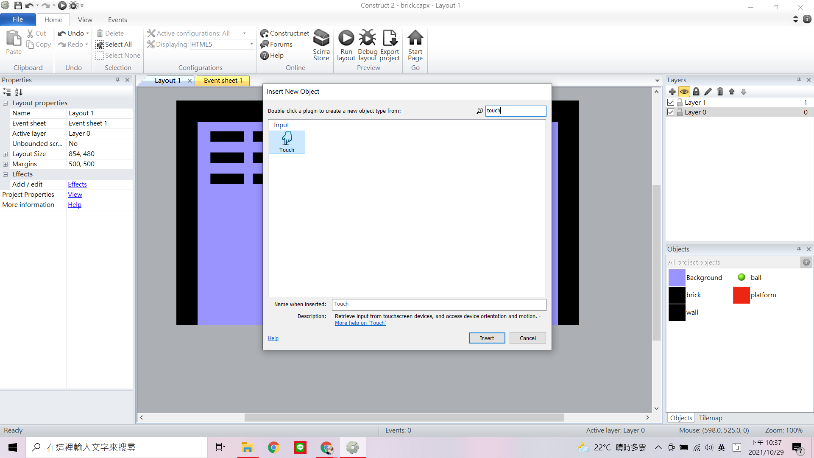 Construct 2 - brick.capx - Layout 1
File
Home
View
Events
Paste
Cut
Copy
Clipboard
Undo
Redo
Undo
Delete
Select All
Select None
Selection
Active configurations: All
Displaying: HTML5
Configurations
Construct.net
Forums
Help
Scirra Store
Online
Run layout
Debug layout
Export project
Preview
Start Page
Go
Properties
Layout properties
Name Layout 1
Event sheet Event sheet 1
Active layer Layer 0
Unbounded scr... No
Layout Size 854, 480
Margins 500, 500
Effects
Add / edit Effects
Project Properties View
More information Help
Layout 1
Event sheet 1
Insert New Object
Double click a plugin to create a new object type from:
touch
Input
Touch
Name when inserted: Touch
Description: Retrieve input from touchscreen devices, and access device orientation and motion. -
More help on 'Touch'
Help
Insert
Cancel
Layers
Layer 1 1
Layer 0 0
Objects
All project objects
Background
ball
brick
platform
wall
Objects
Tilemap
Ready
Events: 0
Active layer: Layer 0
Mouse: (598.0, 525.0, 0)
Zoom: 100%
在這裡輸入文字來搜尋
22°C 晴時多雲
英
下午 10:37
2021/10/29